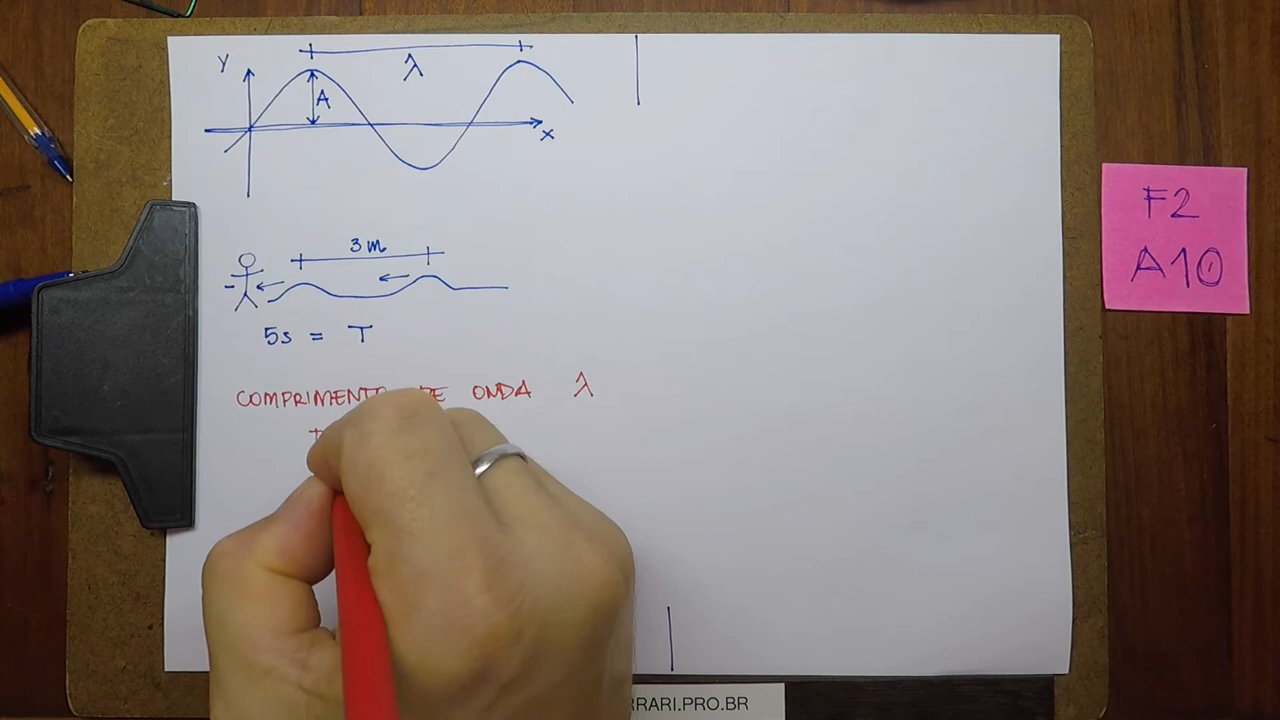 Y
λ
A
X
3 m
5s = T
COMPRIMENTO DE ONDA λ
F2
A10
RRARI.PRO.BR